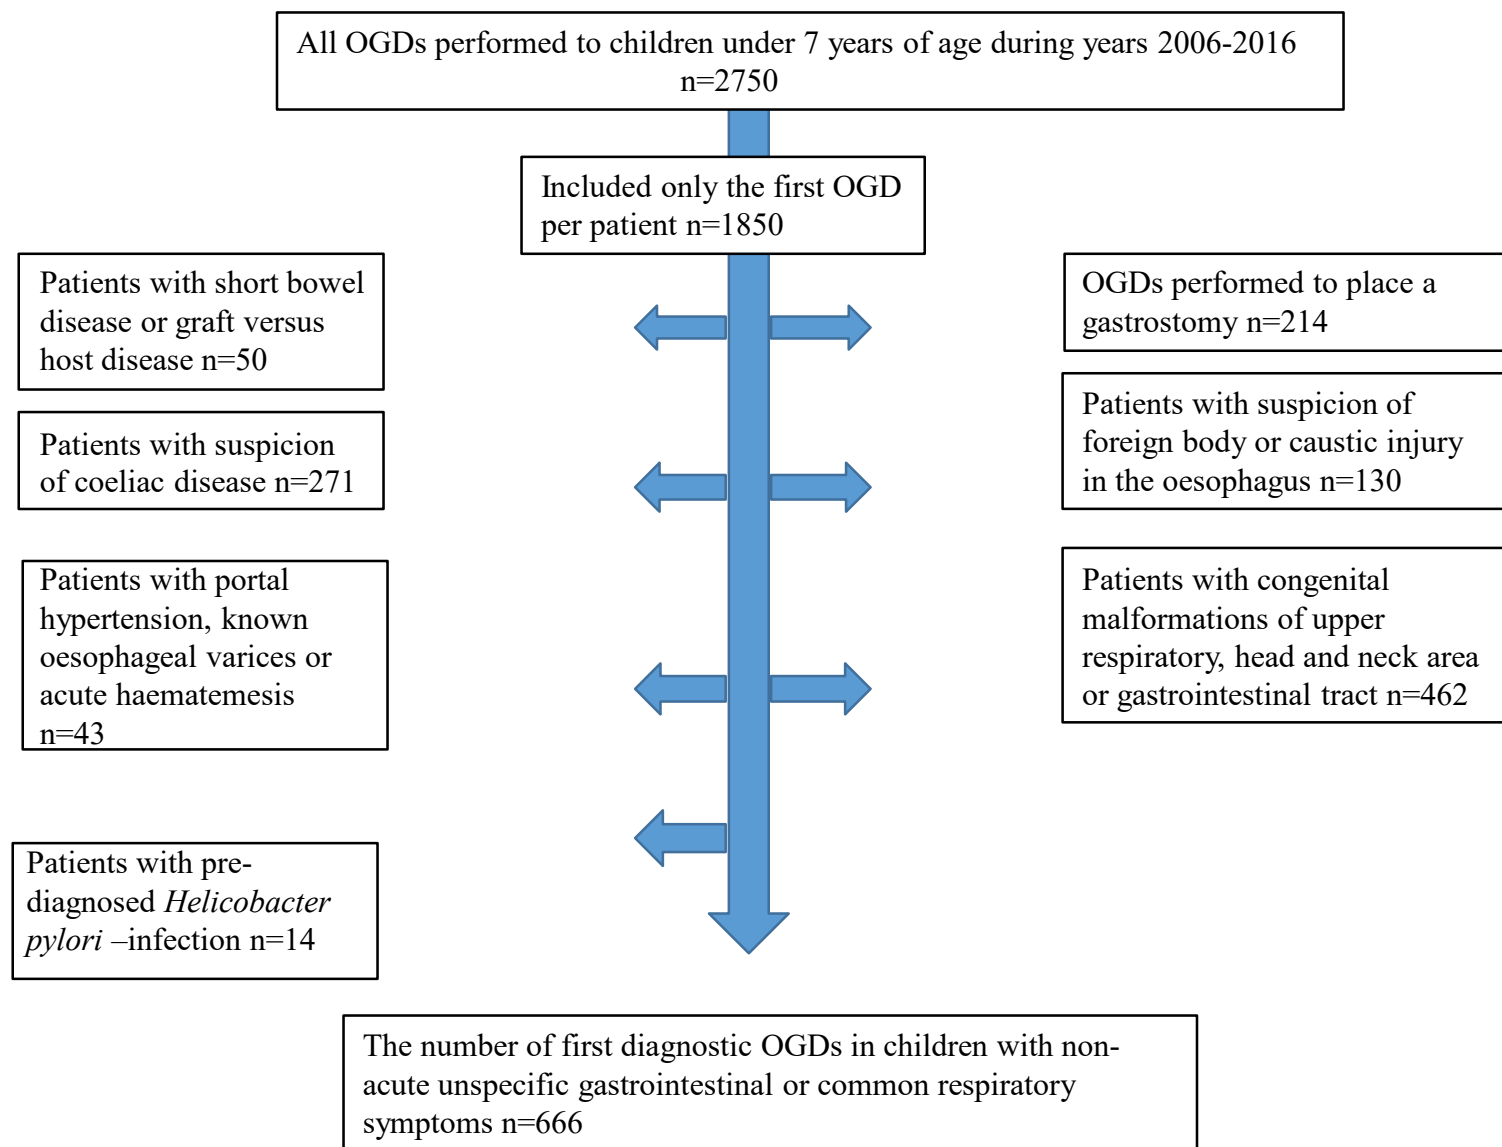 All OGDs performed to children under 7 years of age during years 2006-2016
n=2750
Included only the first OGD
per patient n=1850
Patients with short bowel
disease or graft versus
host disease n=50
OGDs performed to place a
gastrostomy n=214
Patients with suspicion
of coeliac disease n=271
Patients with suspicion of
foreign body or caustic injury
in the oesophagus n=130
Patients with portal
hypertension, known
oesophageal varices or
acute haematemesis
n=43
Patients with congenital
malformations of upper
respiratory, head and neck area
or gastrointestinal tract n=462
Patients with pre-
diagnosed Helicobacter
pylori –infection n=14
The number of first diagnostic OGDs in children with non-
acute unspecific gastrointestinal or common respiratory
symptoms n=666